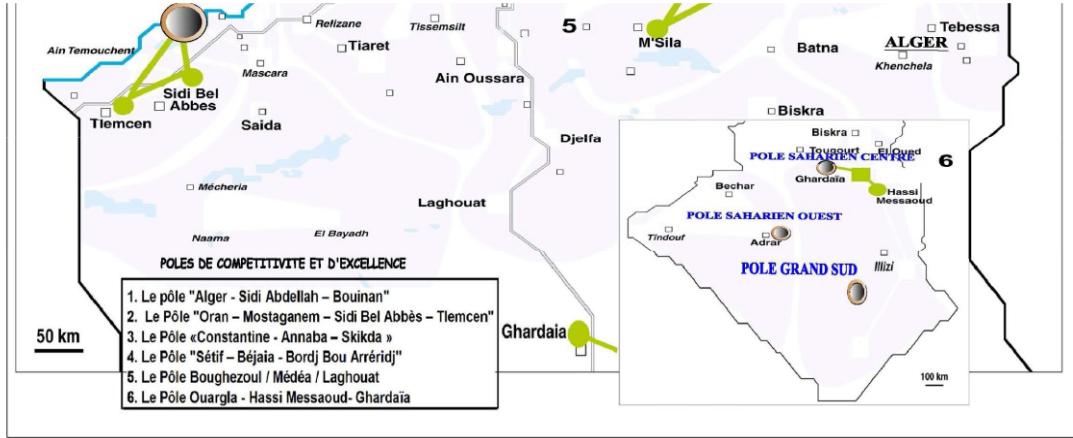 Relizane
Tissemsilt
5
Tebessa
Ain Temouchent
Tiaret
M'Sila
Batna
ALGER
Khenchela
Mascara
Ain Oussara
Sidi Bel
Abbes
Tlemcen
Saida
Biskra
Djelfa
Biskra
Tougourt
El Oued
POLE SAHARIEN CENTRE
6
Ghardaïa
Mécheria
Bechar
Hassi
Messaoud
Laghouat
POLE SAHARIEN OUEST
Naama
El Bayadh
Tindouf
Adrar
POLE GRAND SUD
Illizi
POLES DE COMPETITIVITE ET D'EXCELLENCE
1. Le pôle "Alger - Sidi Abdellah – Bouinan"
2. Le Pôle "Oran – Mostaganem – Sidi Bel Abbès – Tlemcen"
3. Le Pôle «Constantine - Annaba – Skikda »
4. Le Pôle "Sétif – Béjaia - Bordj Bou Arréridj"
5. Le Pôle Boughezoul / Médéa / Laghouat
6. Le Pôle Ouargla - Hassi Messaoud- Ghardaïa
50 km
Ghardaia
100 km